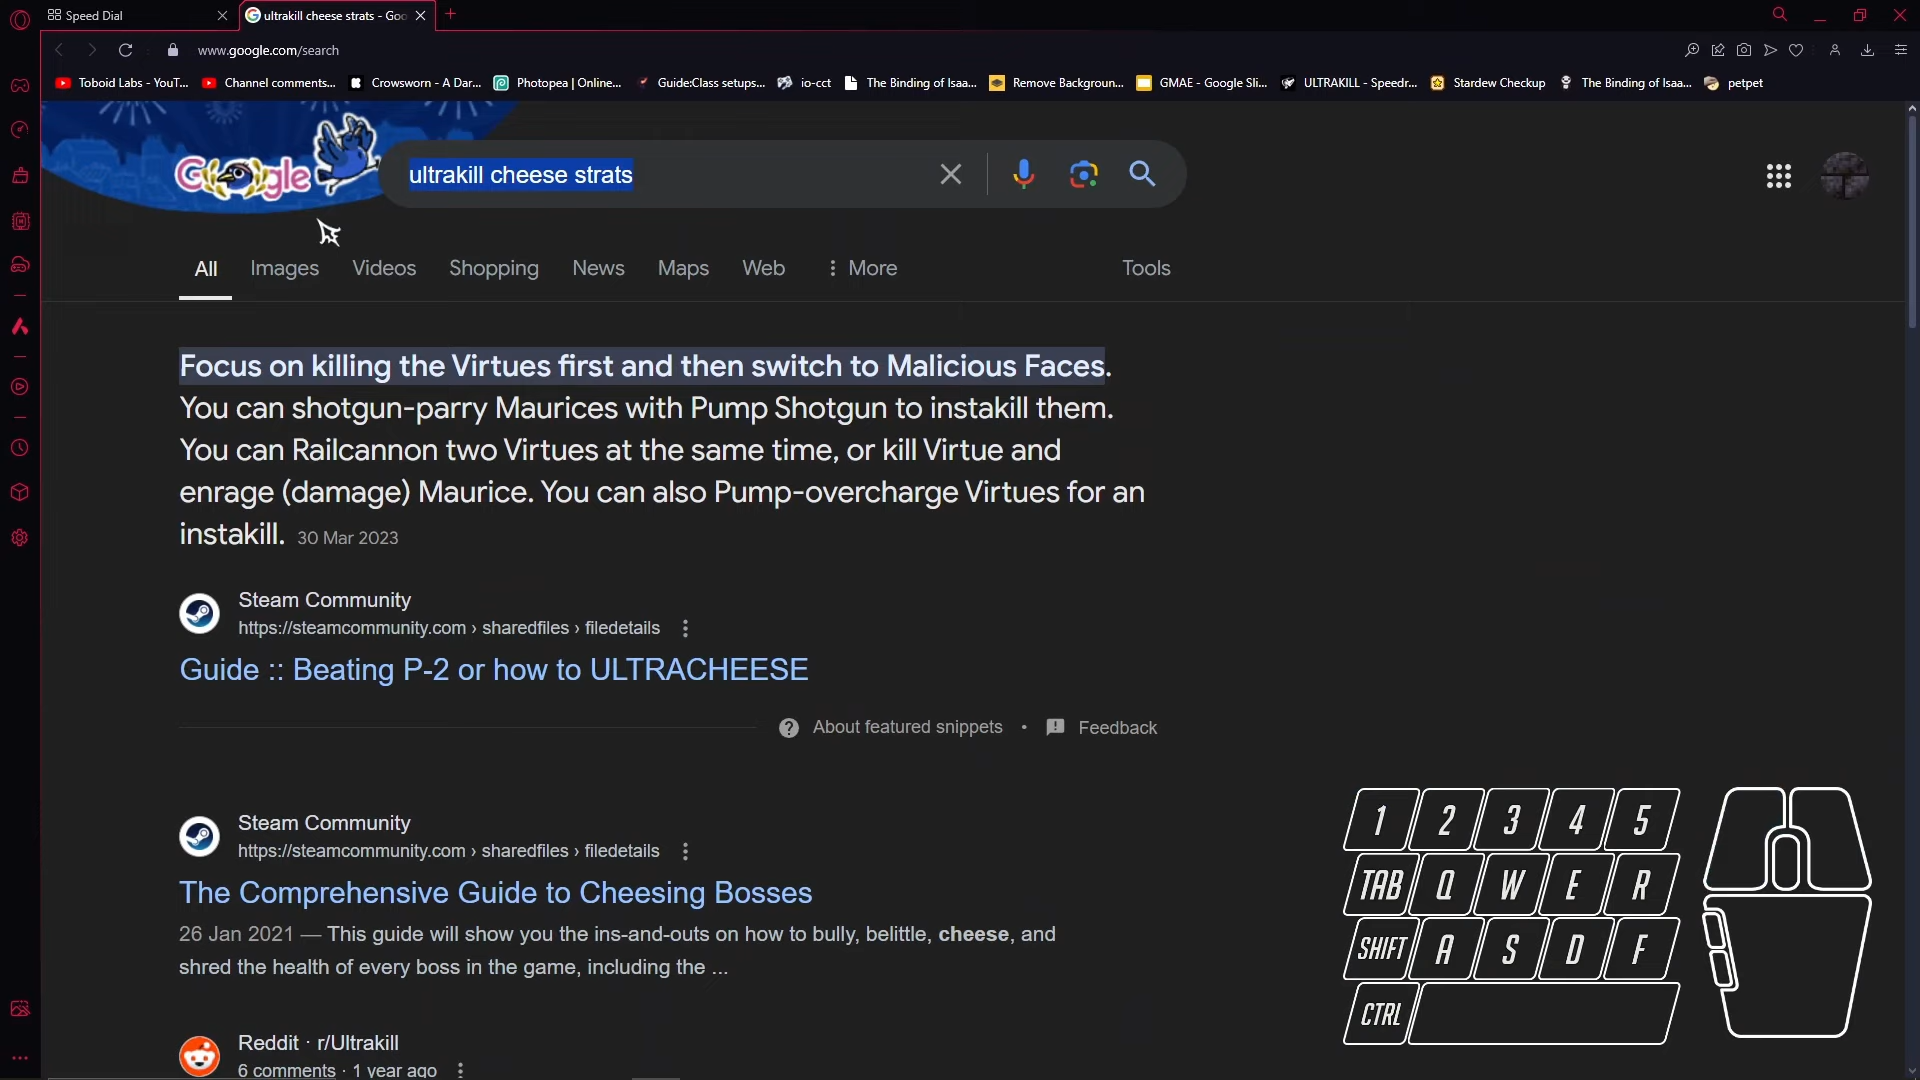 Speed Dial
ultrakill cheese strats - Goo
www.google.com/search
Toboid Labs - YouT...
Channel comments...
Crowsworn - A Dar...
Photopea | Online...
Guide:Class setups...
io-cct
The Binding of Isaa...
Remove Backgroun...
GMAE - Google Sli...
ULTRAKILL - Speedr...
Stardew Checkup
The Binding of Isaa...
petpet
Google
ultrakill cheese strats
All
Images
Videos
Shopping
News
Maps
Web
More
Tools
Focus on killing the Virtues first and then switch to Malicious Faces.
You can shotgun-parry Maurices with Pump Shotgun to instakill them.
You can Railcannon two Virtues at the same time, or kill Virtue and
enrage (damage) Maurice. You can also Pump-overcharge Virtues for an
instakill. 30 Mar 2023
Steam Community
https://steamcommunity.com › sharedfiles › filedetails
Guide :: Beating P-2 or how to ULTRACHEESE
About featured snippets • Feedback
Steam Community
https://steamcommunity.com › sharedfiles › filedetails
The Comprehensive Guide to Cheesing Bosses
26 Jan 2021 — This guide will show you the ins-and-outs on how to bully, belittle, cheese, and
shred the health of every boss in the game, including the ...
Reddit · r/Ultrakill
6 comments · 1 year ago
1 2 3 4 5
TAB Q W E R
SHIFT A S D F
CTRL